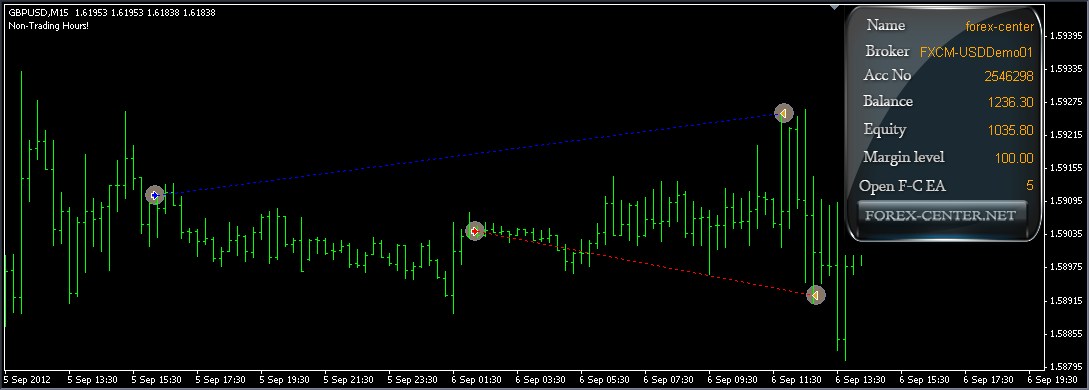 GBPUSD,M15 1.61953 1.61953 1.61838 1.61838
Non-Trading Hours!
Name forex-center
Broker FXCM-USDDemo01
Acc No 2546298
Balance 1236.30
Equity 1035.80
Margin level 100.00
Open F-C EA 5
FOREX-CENTER.NET
1.59395
1.59335
1.59275
1.59215
1.59155
1.59095
1.59035
1.58975
1.58915
1.58855
1.58795
5 Sep 2012 5 Sep 13:30 5 Sep 15:30 5 Sep 17:30 5 Sep 19:30 5 Sep 21:30 5 Sep 23:30 6 Sep 01:30 6 Sep 03:30 6 Sep 05:30 6 Sep 07:30 6 Sep 09:30 6 Sep 11:30 6 Sep 13:30 6 Sep 15:30 6 Sep 17:30 6 Sep 19:30